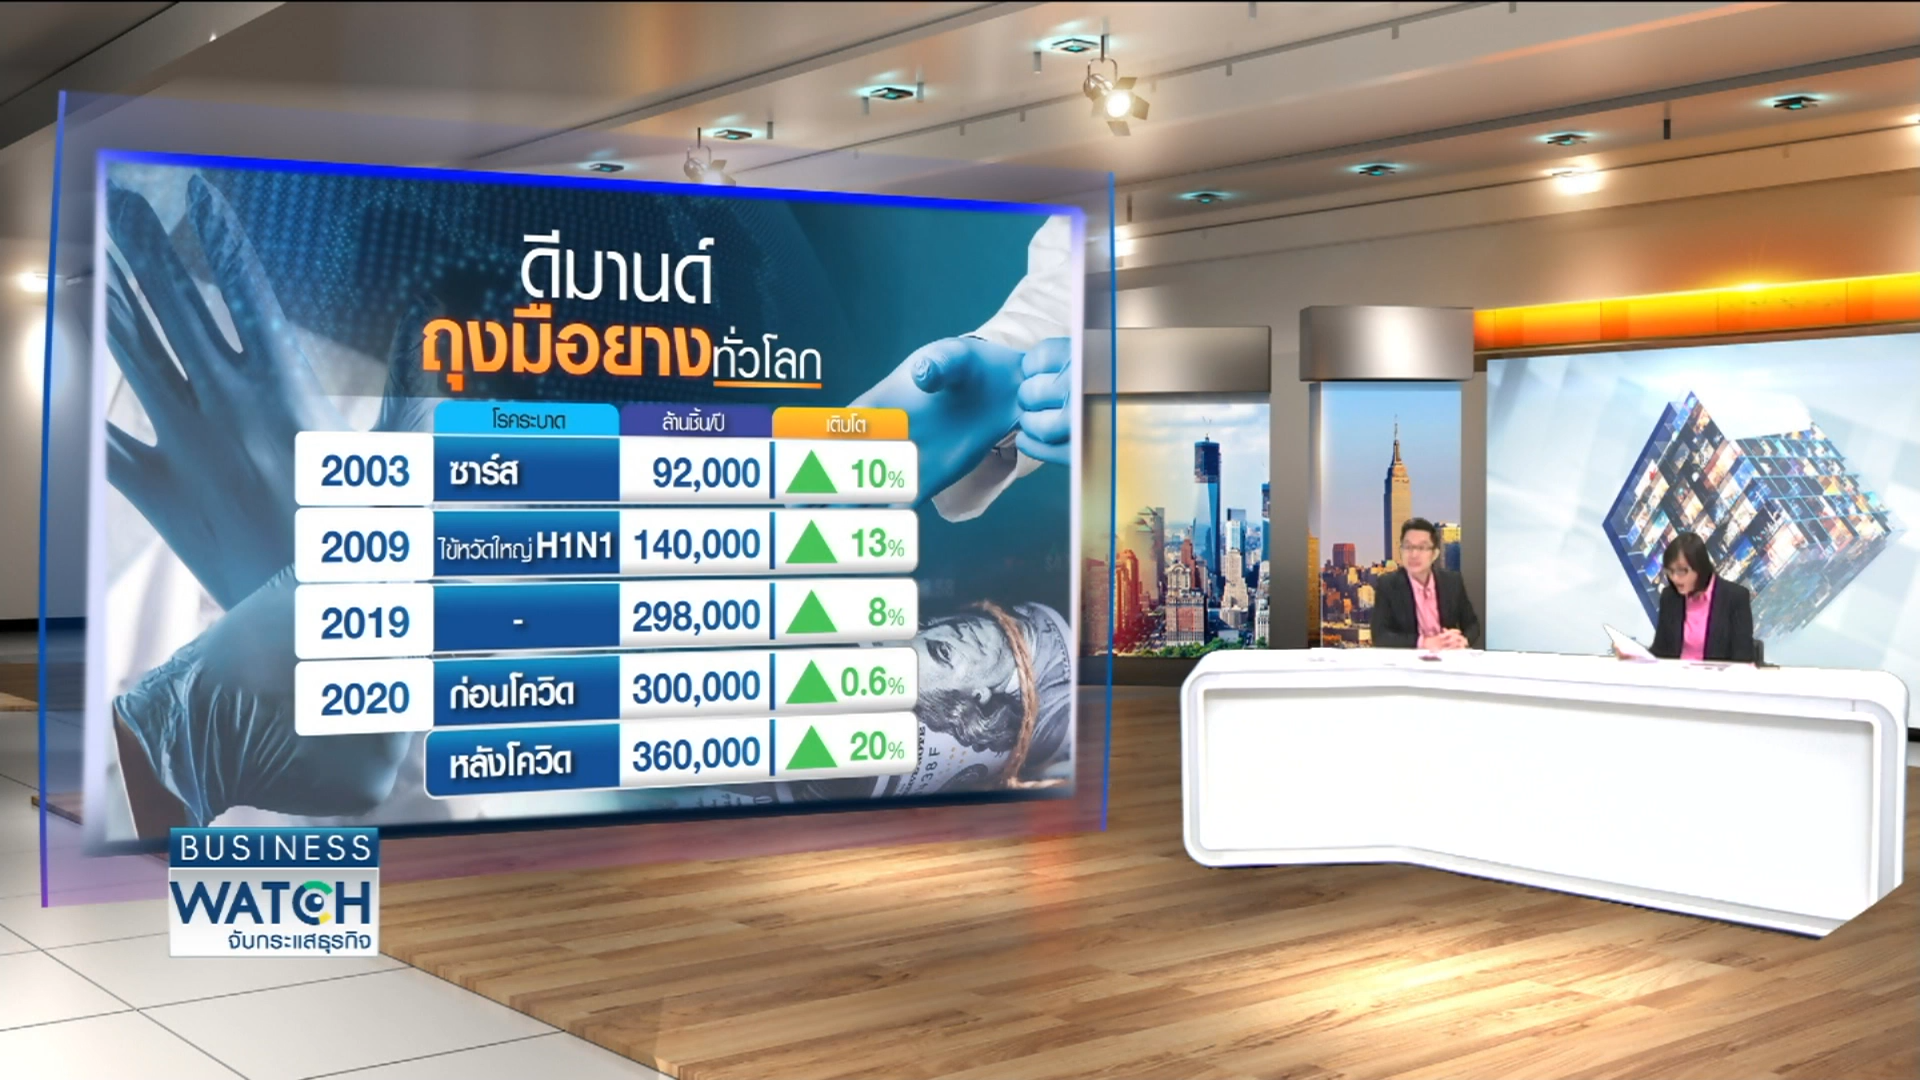 ดีมานด์
ถุงมือยางทั่วโลก
โรคระบาด ล้านชิ้น/ปี เติบโต
2003 ซาร์ส 92,000 10%
2009 ไข้หวัดใหญ่ H1N1 140,000 13%
2019 - 298,000 8%
2020 ก่อนโควิด 300,000 0.6%
หลังโควิด 360,000 20%
BUSINESS
WATCH
จับกระแสธุรกิจ